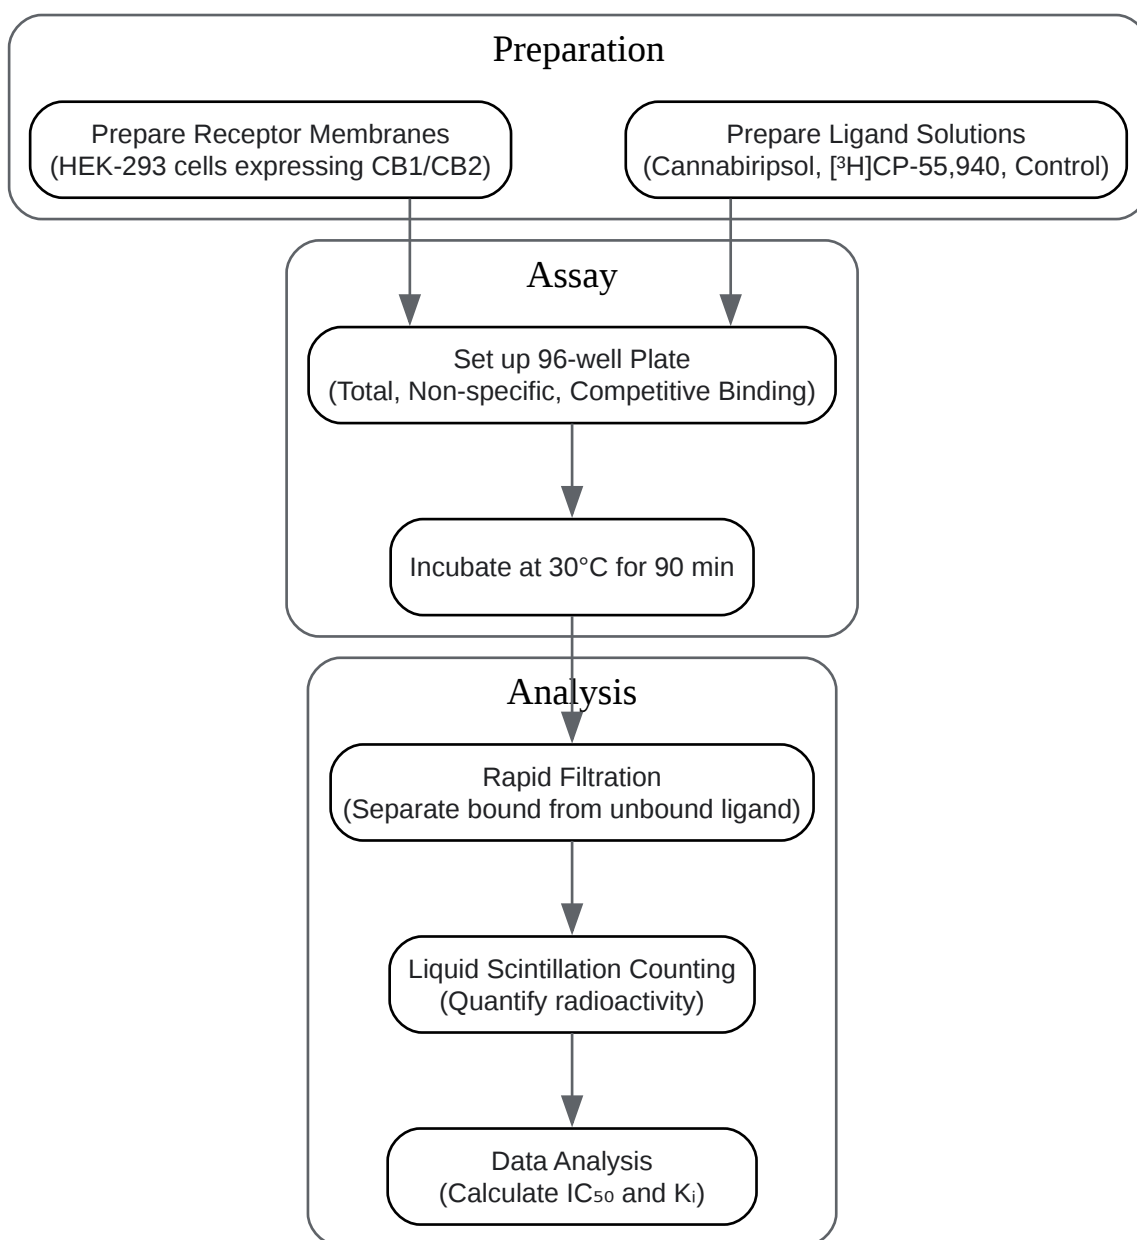 Preparation
Prepare Receptor Membranes
(HEK-293 cells expressing CB1/CB2)
Prepare Ligand Solutions
(Cannabiripsol, [³H]CP-55,940, Control)
Assay
Set up 96-well Plate
(Total, Non-specific, Competitive Binding)
Incubate at 30°C for 90 min
Analysis
Rapid Filtration
(Separate bound from unbound ligand)
Liquid Scintillation Counting
(Quantify radioactivity)
Data Analysis
(Calculate IC₅₀ and Kᵢ)